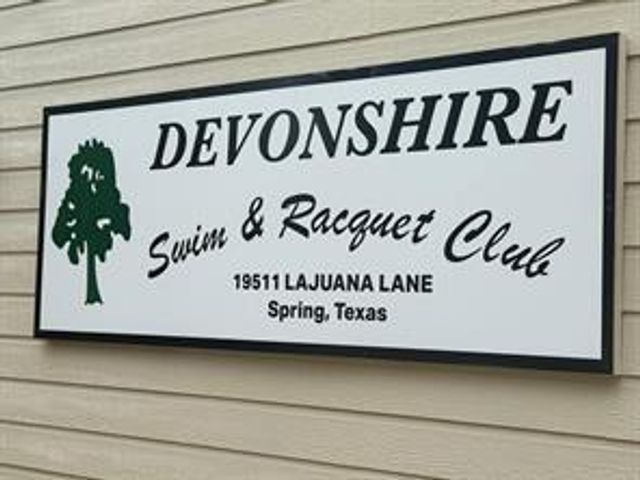 DEVONSHIRE
Swim & Racquet Club
19511 LAJUANA LANE
Spring, Texas